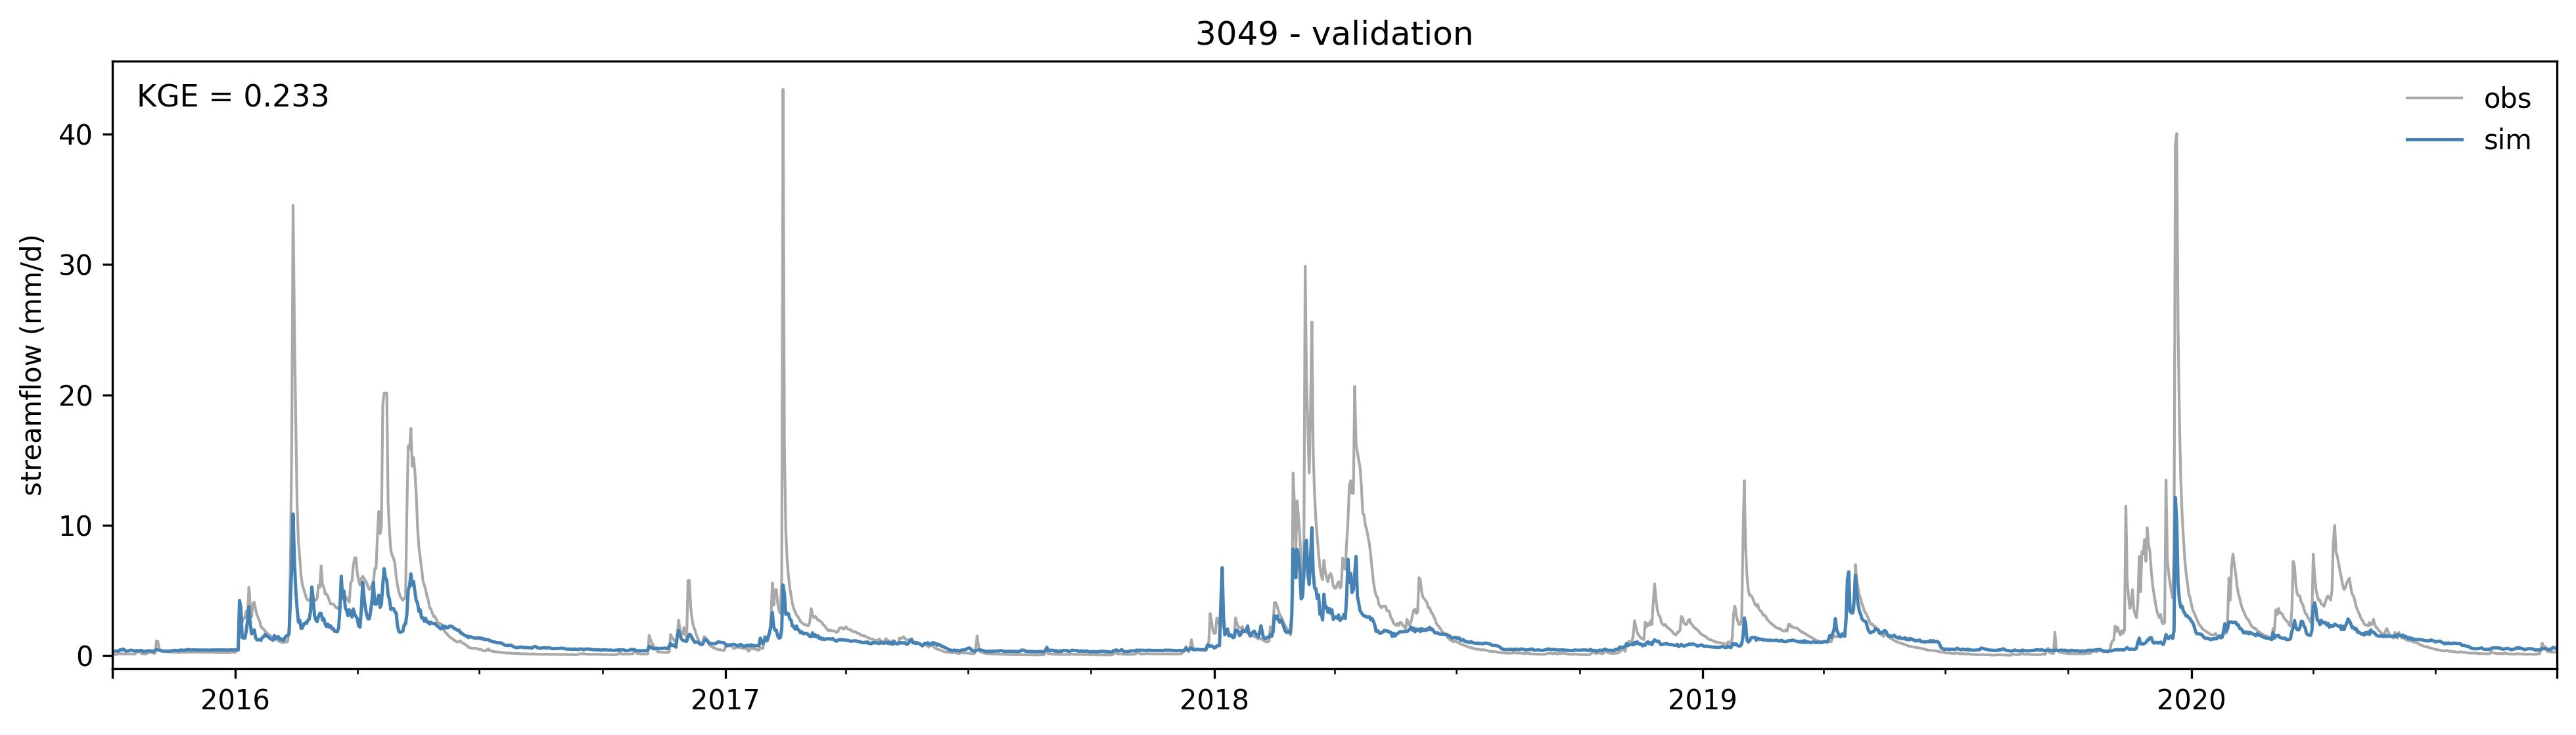 3049 - validation
KGE = 0.233
obs
sim
streamflow (mm/d)
40
30
20
10
0
2016 2017 2018 2019 2020